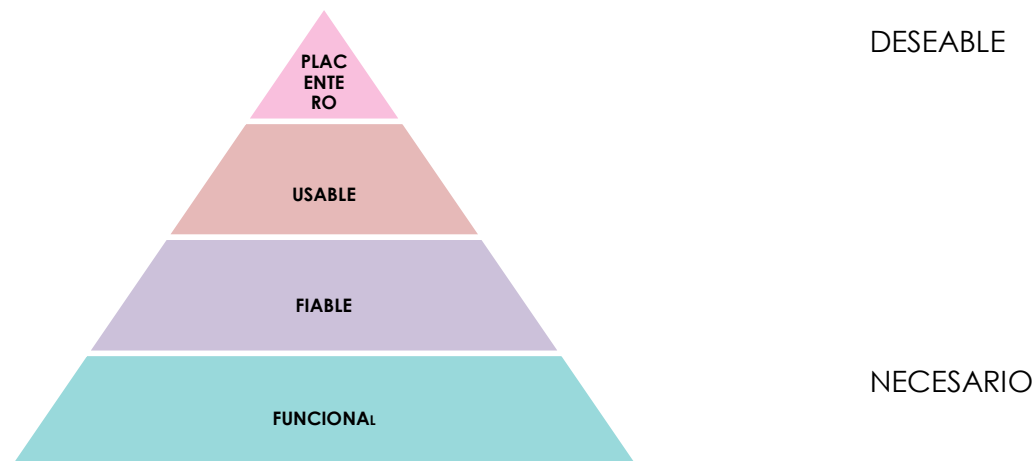 DESEABLE
PLAC
ENTE
RO
USABLE
FIABLE
NECESARIO
FUNCIONAL